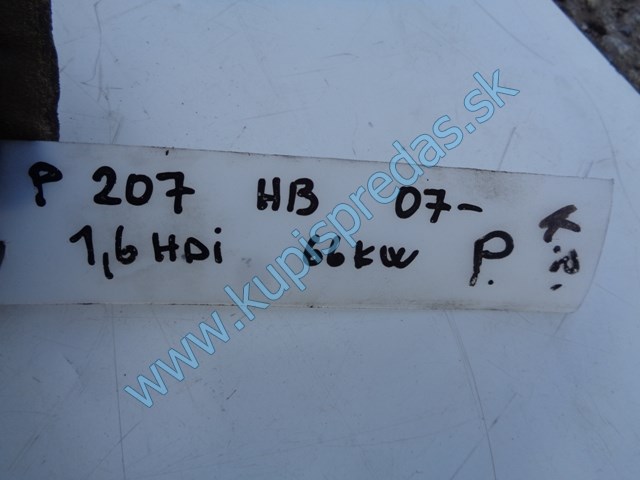 P 207 HB 07-
1,6 HDi 66kW P.
www.kupispredas.sk